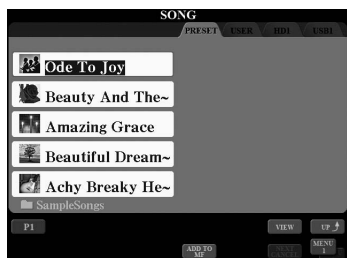 SONG
PRESET USER HD1 USB1
Ode To Joy
Beauty And The~
Amazing Grace
Beautiful Dream~
Achy Breaky He~
SampleSongs
P1 VIEW UP
ADD TO MF NEXT CANCEL MENU 1